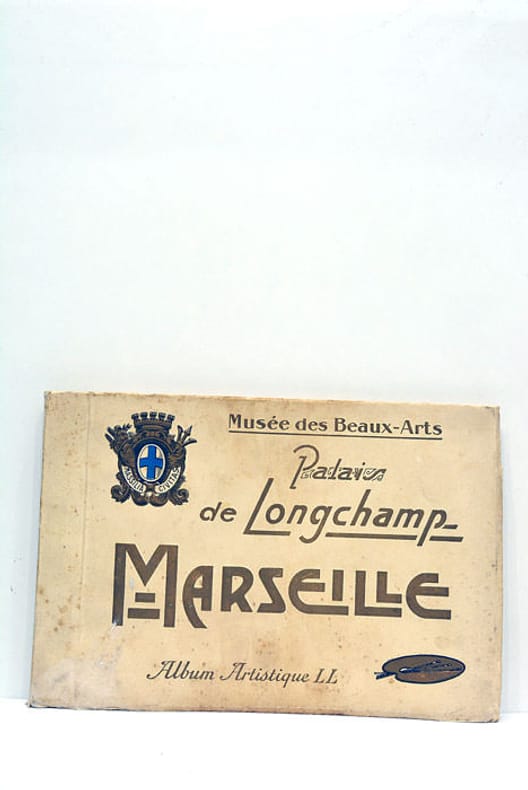 Musée des Beaux-Arts
Palais
de Longchamp
MARSEILLE
Album Artistique LL